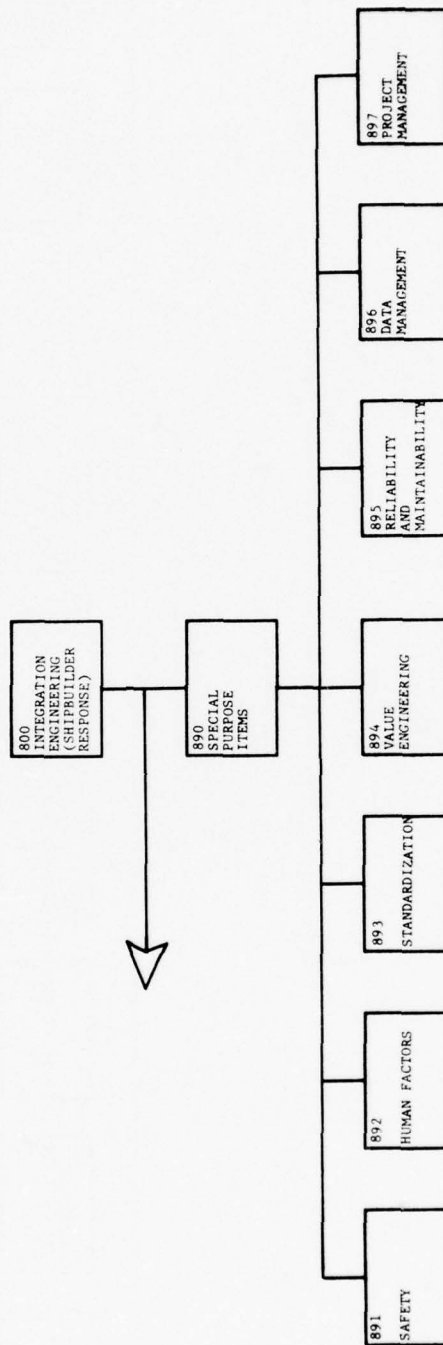 800
INTEGRATION
ENGINEERING
(SHIPBUILDER
RESPONSE)
890
SPECIAL
PURPOSE
ITEMS
891
SAFETY
892
HUMAN FACTORS
893
STANDARDIZATION
894
VALUE
ENGINEERING
895
RELIABILITY
AND
MAINTAINABILITY
896
DATA
MANAGEMENT
897
PROJECT
MANAGEMENT